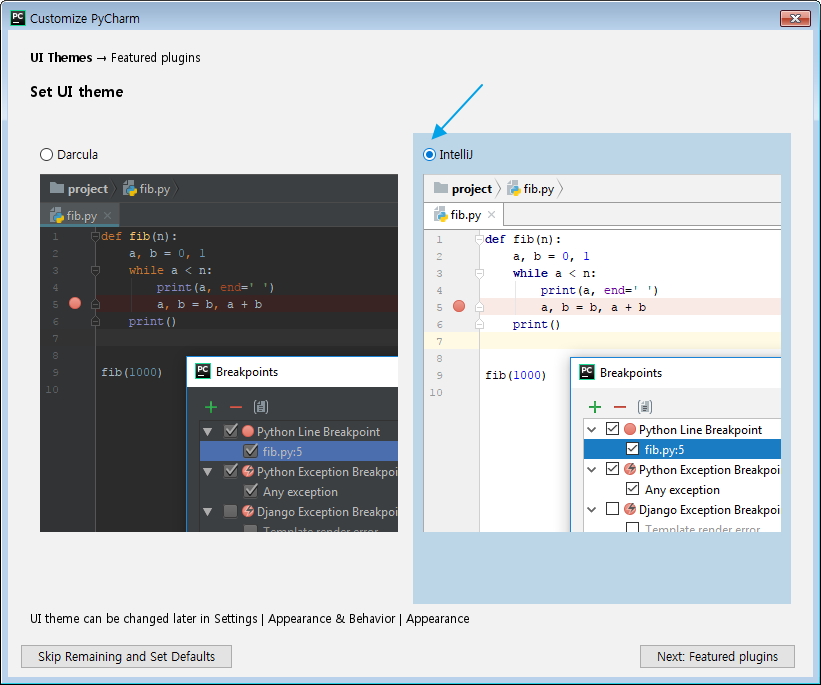 PC Customize PyCharm
UI Themes → Featured plugins
Set UI theme
Darcula
project fib.py
fib.py
1 def fib(n):
2 a, b = 0, 1
3 while a < n:
4 print(a, end=' ')
5 a, b = b, a + b
6 print()
7
8
9 fib(1000)
10
PC Breakpoints
Python Line Breakpoint
fib.py:5
Python Exception Breakpoi
Any exception
Django Exception Breakpoi
Template render error
IntelliJ
project fib.py
fib.py
1 def fib(n):
2 a, b = 0, 1
3 while a < n:
4 print(a, end=' ')
5 a, b = b, a + b
6 print()
7
8
9 fib(1000)
10
PC Breakpoints
Python Line Breakpoint
fib.py:5
Python Exception Breakpoi
Any exception
Django Exception Breakpoi
Template render error
UI theme can be changed later in Settings | Appearance & Behavior | Appearance
Skip Remaining and Set Defaults
Next: Featured plugins